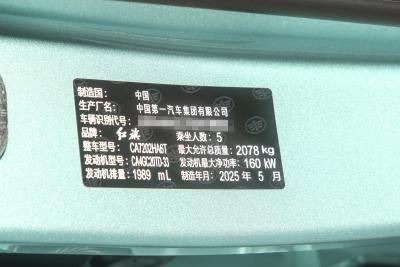 制造国： 中国
生产厂名： 中国第一汽车集团有限公司
车辆识别代号：
品牌： 红旗 乘坐人数： 5
整车型号： CA7202HA6T 最大允许总质量： 2078 kg
发动机型号： CA4GC20TD-33 发动机最大净功率： 160 kW
发动机排量： 1989 mL 制造年月： 2025 年 5 月